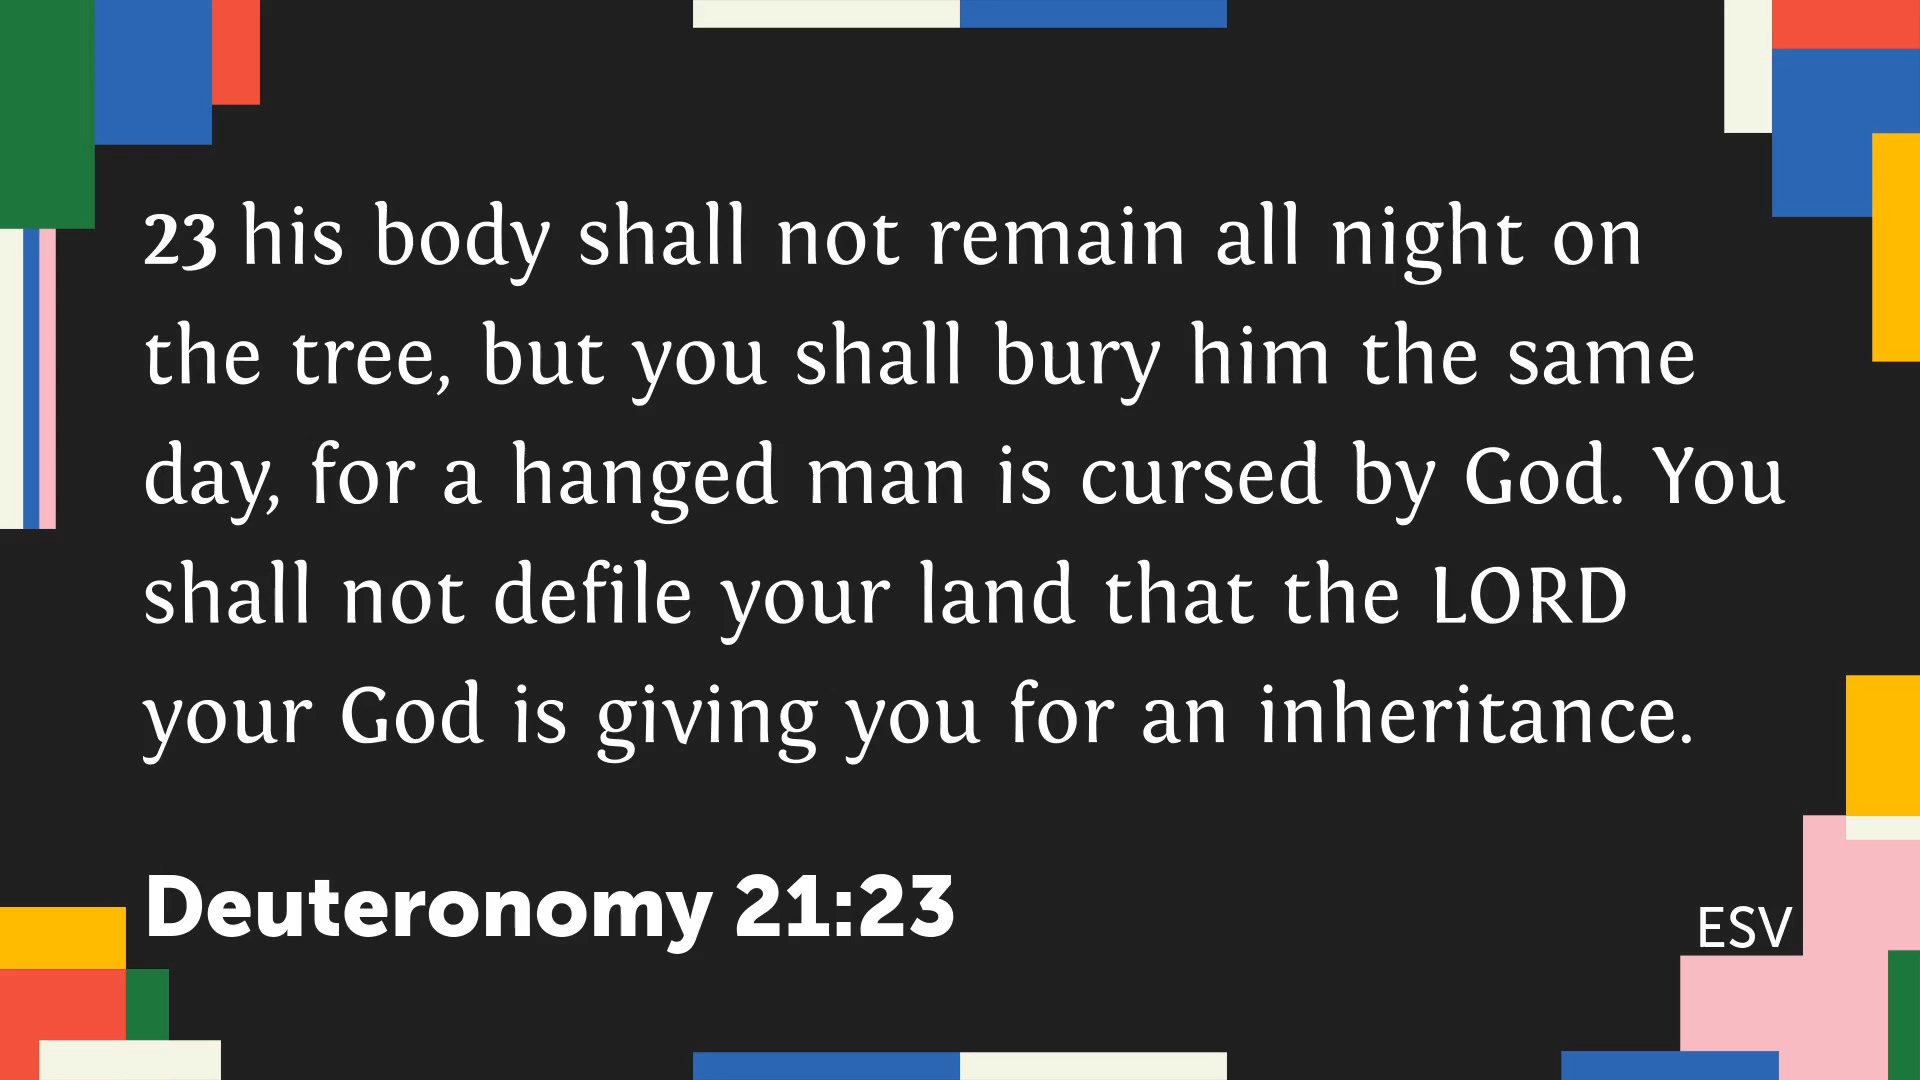 23 his body shall not remain all night on
the tree, but you shall bury him the same
day, for a hanged man is cursed by God. You
shall not defile your land that the LORD
your God is giving you for an inheritance.
Deuteronomy 21:23
ESV